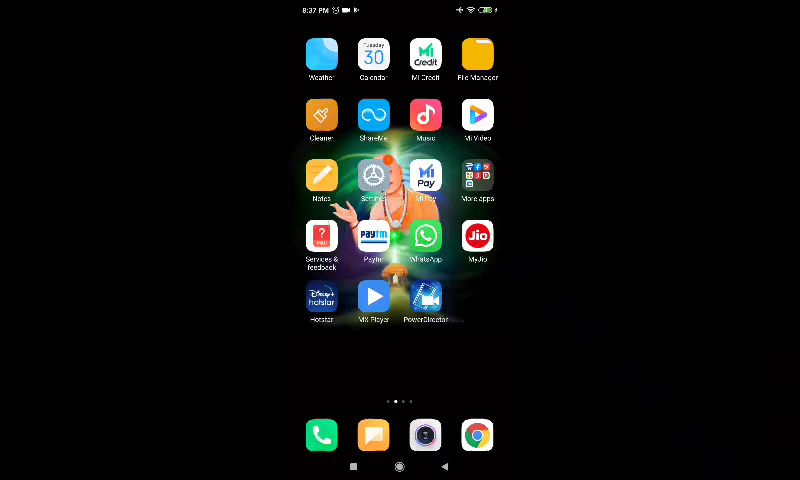 8:37 PM
Tuesday
30
Mi
Credit
Weather
Calendar
Mi Credit
File Manager
Cleaner
ShareMe
Music
Mi Video
1
Mi
Pay
Notes
Settings
Mi Pay
More apps
?
paytm
Jio
Services &
feedback
Paytm
WhatsApp
MyJio
Disney+
hotstar
Hotstar
MX Player
PowerDirector